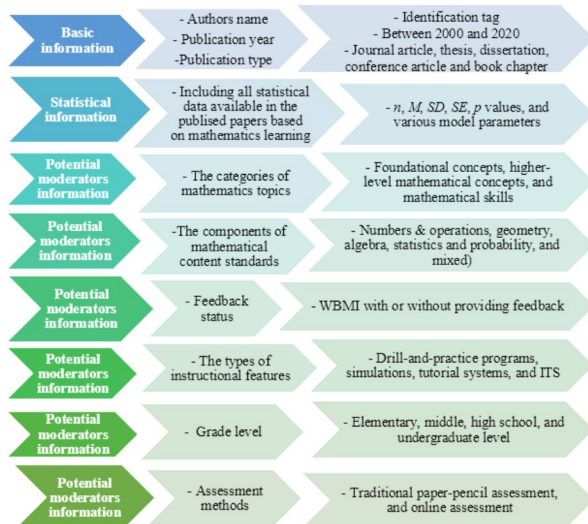 Basic
information
- Authors name
- Publication year
-Publication type
- Identification tag
- Between 2000 and 2020
- Journal article, thesis, dissertation,
conference article and book chapter
Statistical
information
- Including all statistical
data available in the
publised papers based
on mathematics learning
- n, M, SD, SE, p values, and
various model parameters
Potential
moderators
information
- The categories of
mathematics topics
- Foundational concepts, higher-
level mathematical concepts, and
mathematical skills
Potential
moderators
information
-The components of
mathematical
content standards
- Numbers & operations, geometry,
algebra, statistics and probability, and
mixed)
Potential
moderators
information
- Feedback
status
- WBMI with or without providing feedback
Potential
moderators
information
- The types of
instructional features
- Drill-and-practice programs,
simulations, tutorial systems, and ITS
Potential
moderators
information
- Grade level
- Elementary, middle, high school, and
undergraduate level
Potential
moderators
information
- Assessment
methods
- Traditional paper-pencil assessment,
and online assessment